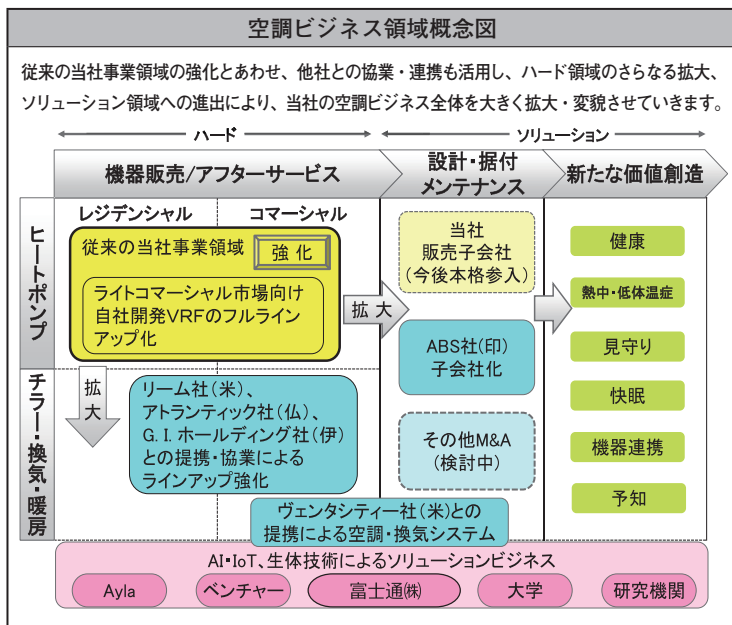 空調ビジネス領域概念図
従来の当社事業領域の強化とあわせ、他社との協業・連携も活用し、ハード領域のさらなる拡大、
ソリューション領域への進出により、当社の空調ビジネス全体を大きく拡大・変貌させていきます。
ハード
ソリューション
機器販売/アフターサービス
設計・据付
メンテナンス
新たな価値創造
レジデンシャル
コマーシャル
ヒートポンプ
従来の当社事業領域
強化
ライトコマーシャル市場向け
自社開発VRFのフルライン
アップ化
拡大
当社
販売子会社
(今後本格参入)
ABS社(印)
子会社化
その他M&A
(検討中)
健康
熱中・低体温症
見守り
快眠
機器連携
予知
チラー・換気・暖房
拡大
リーム社(米)、
アトランティック社(仏)、
G.I.ホールディング社(伊)
との提携・協業による
ラインアップ強化
ヴェンタシティー社(米)との
提携による空調・換気システム
AI・IoT、生体技術によるソリューションビジネス
Ayla
ベンチャー
富士通㈱
大学
研究機関